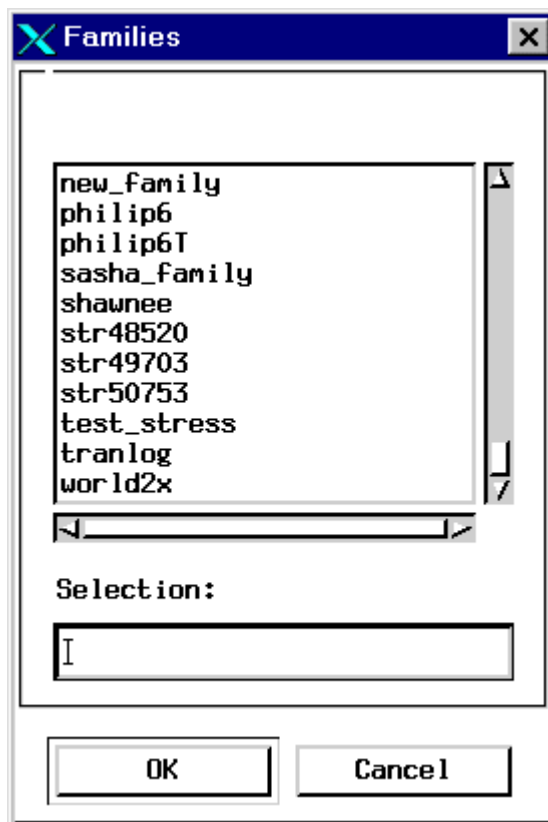 Families
new_family
philip6
philip6T
sasha_family
shawnee
str48520
str49703
str50753
test_stress
tranlog
world2x
Selection:
OK
Cancel